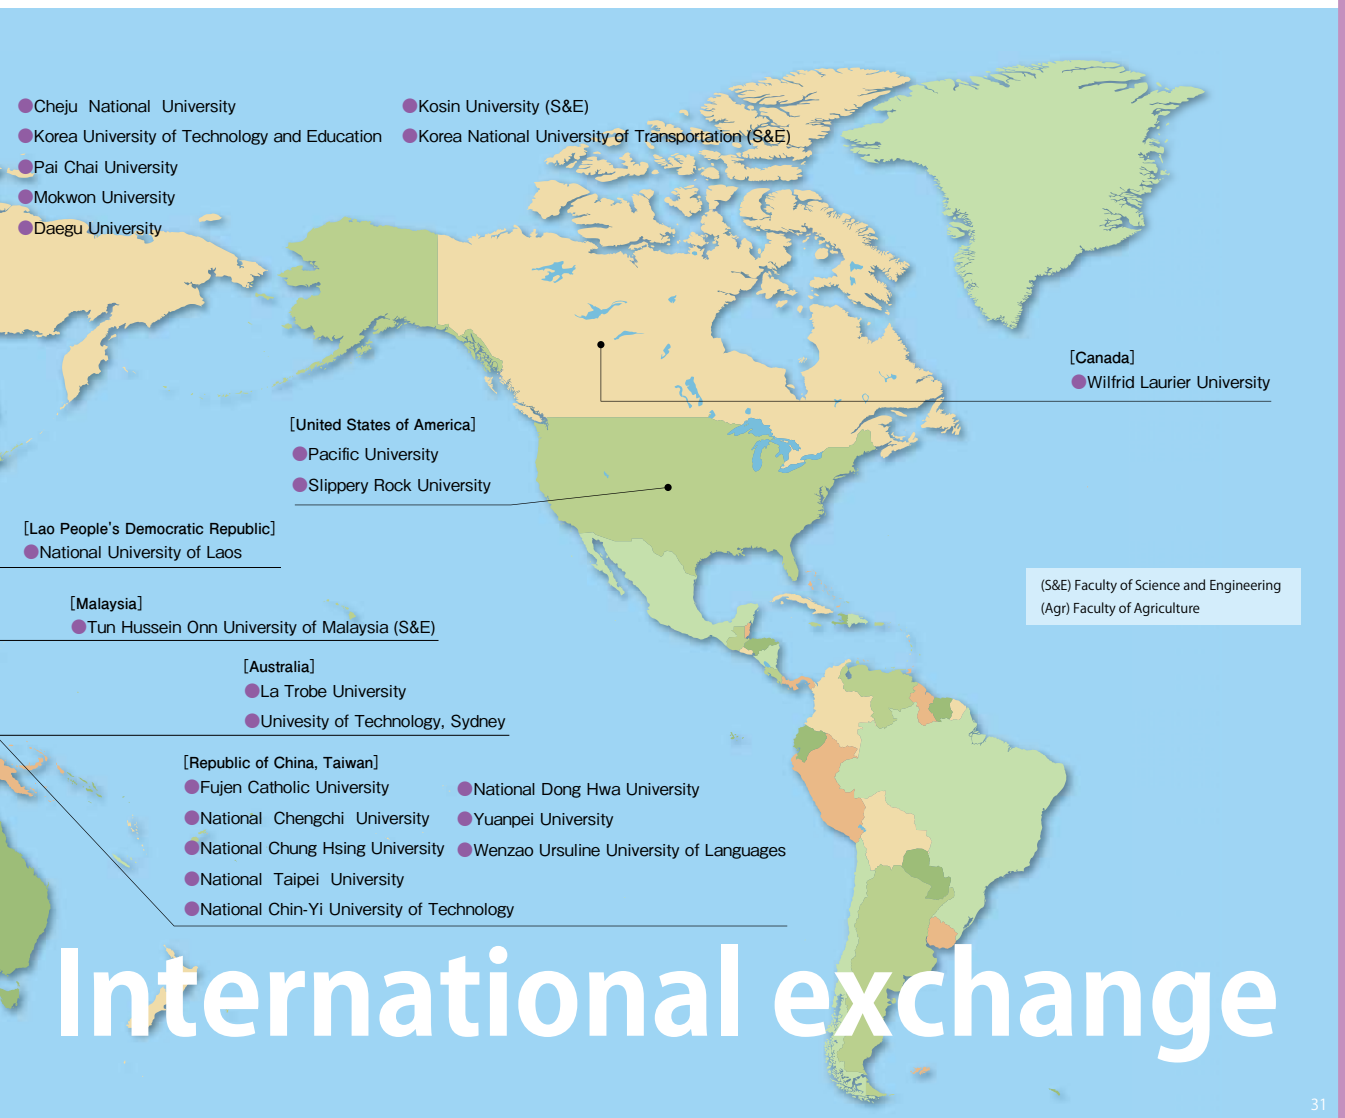 ●Cheju National University
●Korea University of Technology and Education
●Pai Chai University
●Mokwon University
●Daegu University
●Kosin University (S&E)
●Korea National University of Transportation (S&E)
[Canada]
●Wilfrid Laurier University
[United States of America]
●Pacific University
●Slippery Rock University
[Lao People's Democratic Republic]
●National University of Laos
(S&E) Faculty of Science and Engineering
(Agr) Faculty of Agriculture
[Malaysia]
●Tun Hussein Onn University of Malaysia (S&E)
[Australia]
●La Trobe University
●Univesity of Technology, Sydney
[Republic of China, Taiwan]
●Fujen Catholic University
●National Chengchi University
●National Chung Hsing University
●National Taipei University
●National Chin-Yi University of Technology
●National Dong Hwa University
●Yuanpei University
●Wenzao Ursuline University of Languages
International exchange
31